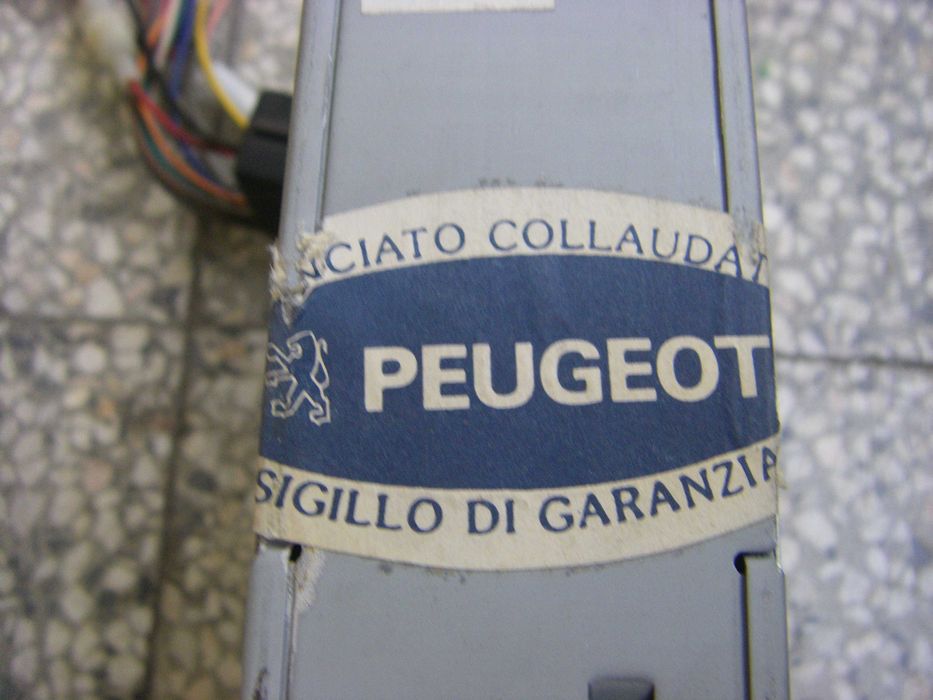 NCIATO COLLAUDAT
PEUGEOT
SIGILLO DI GARANZIA